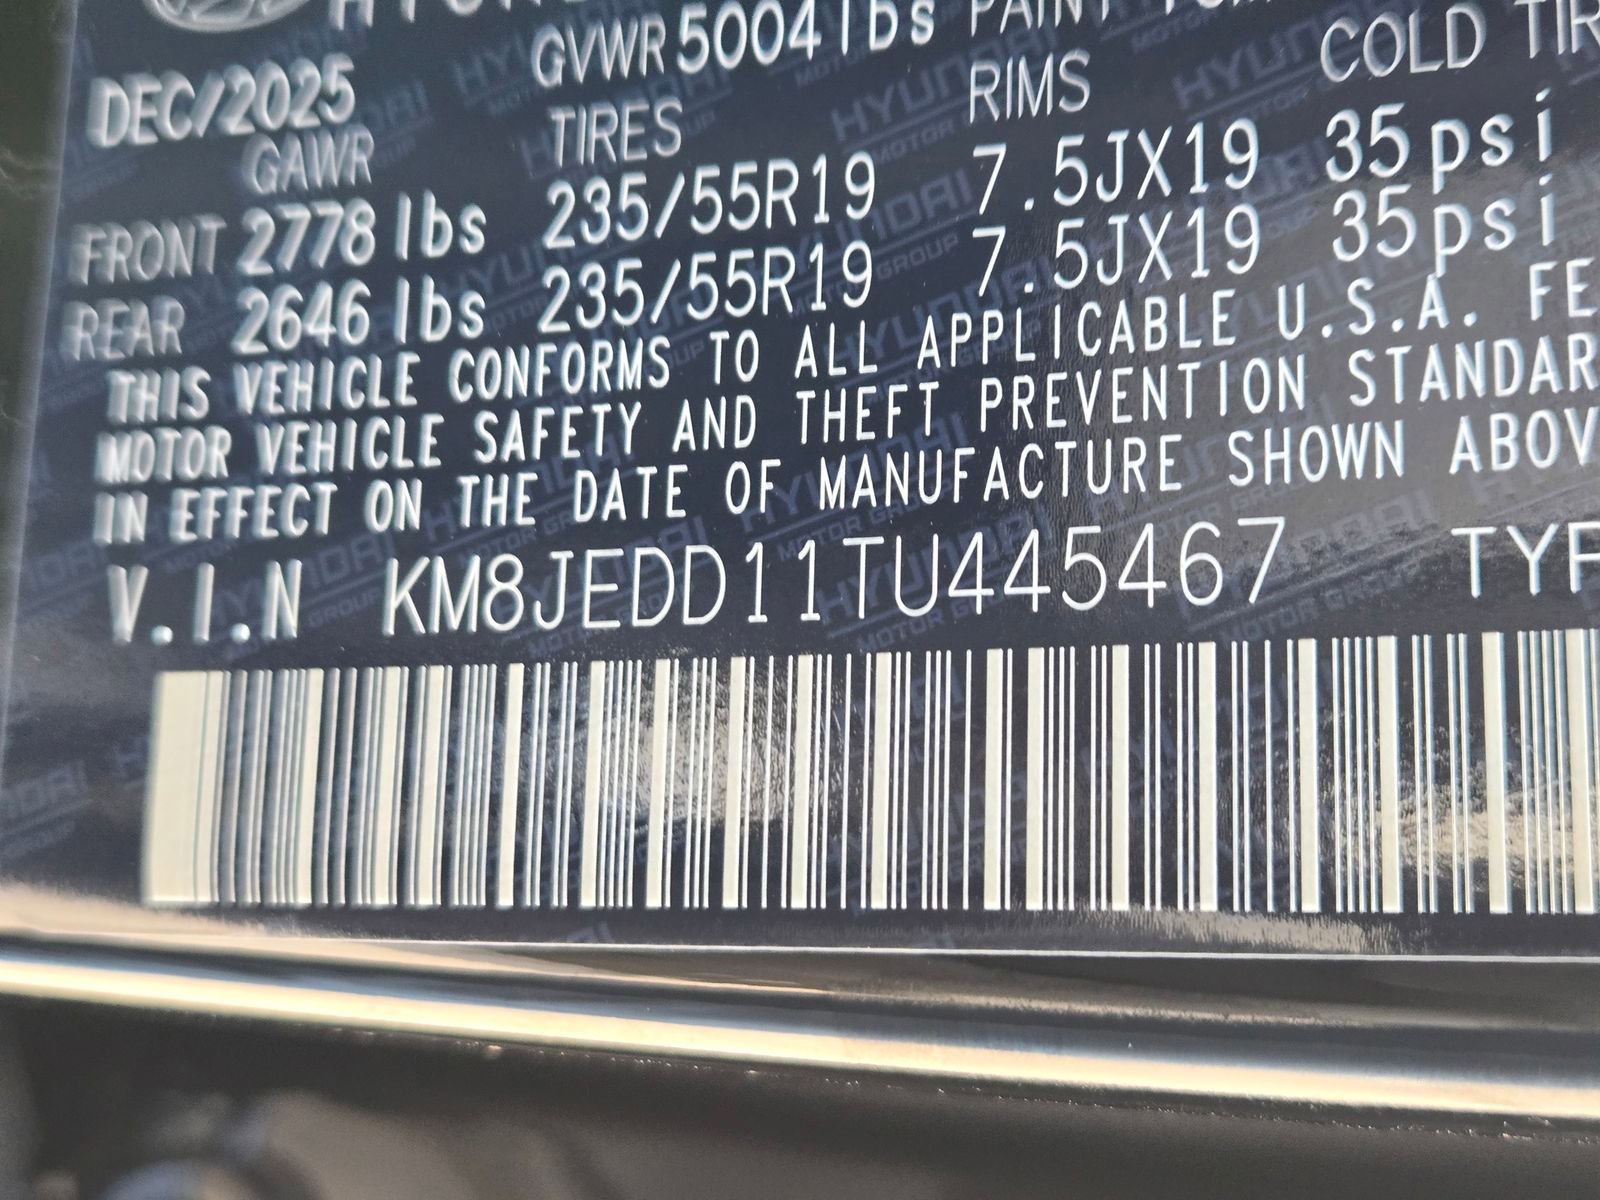 DEC/2025 GVWR 5004 lbs PAINT
GAWR TIRES RIMS COLD
FRONT 2778 lbs 235/55R19 7.5JX19 35psi
REAR 2646 lbs 235/55R19 7.5JX19 35psi
THIS VEHICLE CONFORMS TO ALL APPLICABLE U.S.A. FE
MOTOR VEHICLE SAFETY AND THEFT PREVENTION STANDAR
IN EFFECT ON THE DATE OF MANUFACTURE SHOWN ABOV
V.I.N KM8JEDD11TU445467 TYP